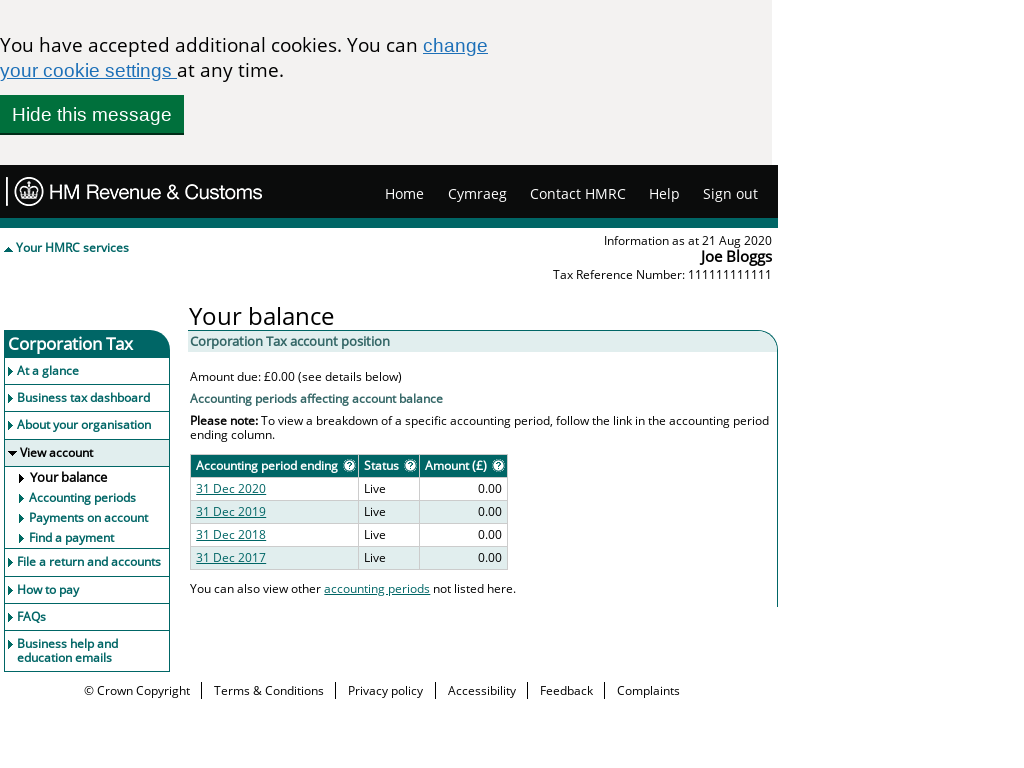 You have accepted additional cookies. You can change
your cookie settings at any time.
Hide this message
HM Revenue & Customs
Home Cymraeg Contact HMRC Help Sign out
Your HMRC services
Information as at 21 Aug 2020
Joe Bloggs
Tax Reference Number: 111111111111
Your balance
Corporation Tax
At a glance
Business tax dashboard
About your organisation
View account
Your balance
Accounting periods
Payments on account
Find a payment
File a return and accounts
How to pay
FAQs
Business help and
education emails
Corporation Tax account position
Amount due: £0.00 (see details below)
Accounting periods affecting account balance
Please note: To view a breakdown of a specific accounting period, follow the link in the accounting period
ending column.
Accounting period ending ? Status ? Amount (£) ?
31 Dec 2020 Live 0.00
31 Dec 2019 Live 0.00
31 Dec 2018 Live 0.00
31 Dec 2017 Live 0.00
You can also view other accounting periods not listed here.
© Crown Copyright Terms & Conditions Privacy policy Accessibility Feedback Complaints